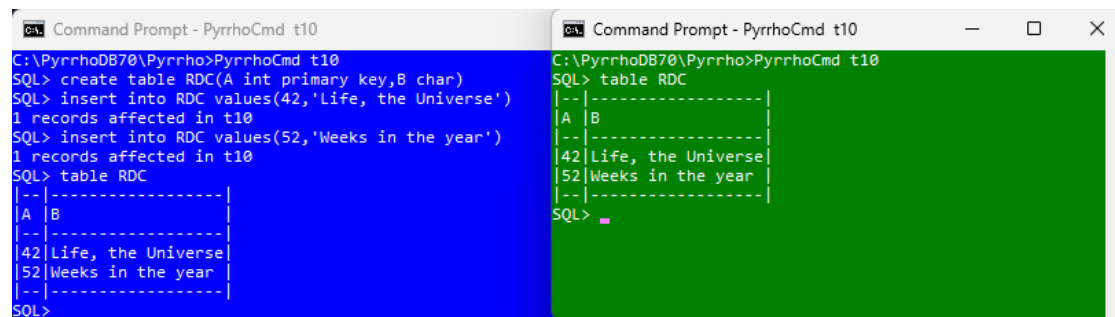 Command Prompt - PyrrhoCmd t10
C:\PyrrhoDB70\Pyrrho>PyrrhoCmd t10
SQL> create table RDC(A int primary key,B char)
SQL> insert into RDC values(42,'Life, the Universe')
1 records affected in t10
SQL> insert into RDC values(52,'Weeks in the year')
1 records affected in t10
SQL> table RDC
|--|------------------|
|A |B                 |
|--|------------------|
|42|Life, the Universe|
|52|Weeks in the year |
|--|------------------|
SQL>
Command Prompt - PyrrhoCmd t10
C:\PyrrhoDB70\Pyrrho>PyrrhoCmd t10
SQL> table RDC
|--|------------------|
|A |B                 |
|--|------------------|
|42|Life, the Universe|
|52|Weeks in the year |
|--|------------------|
SQL>